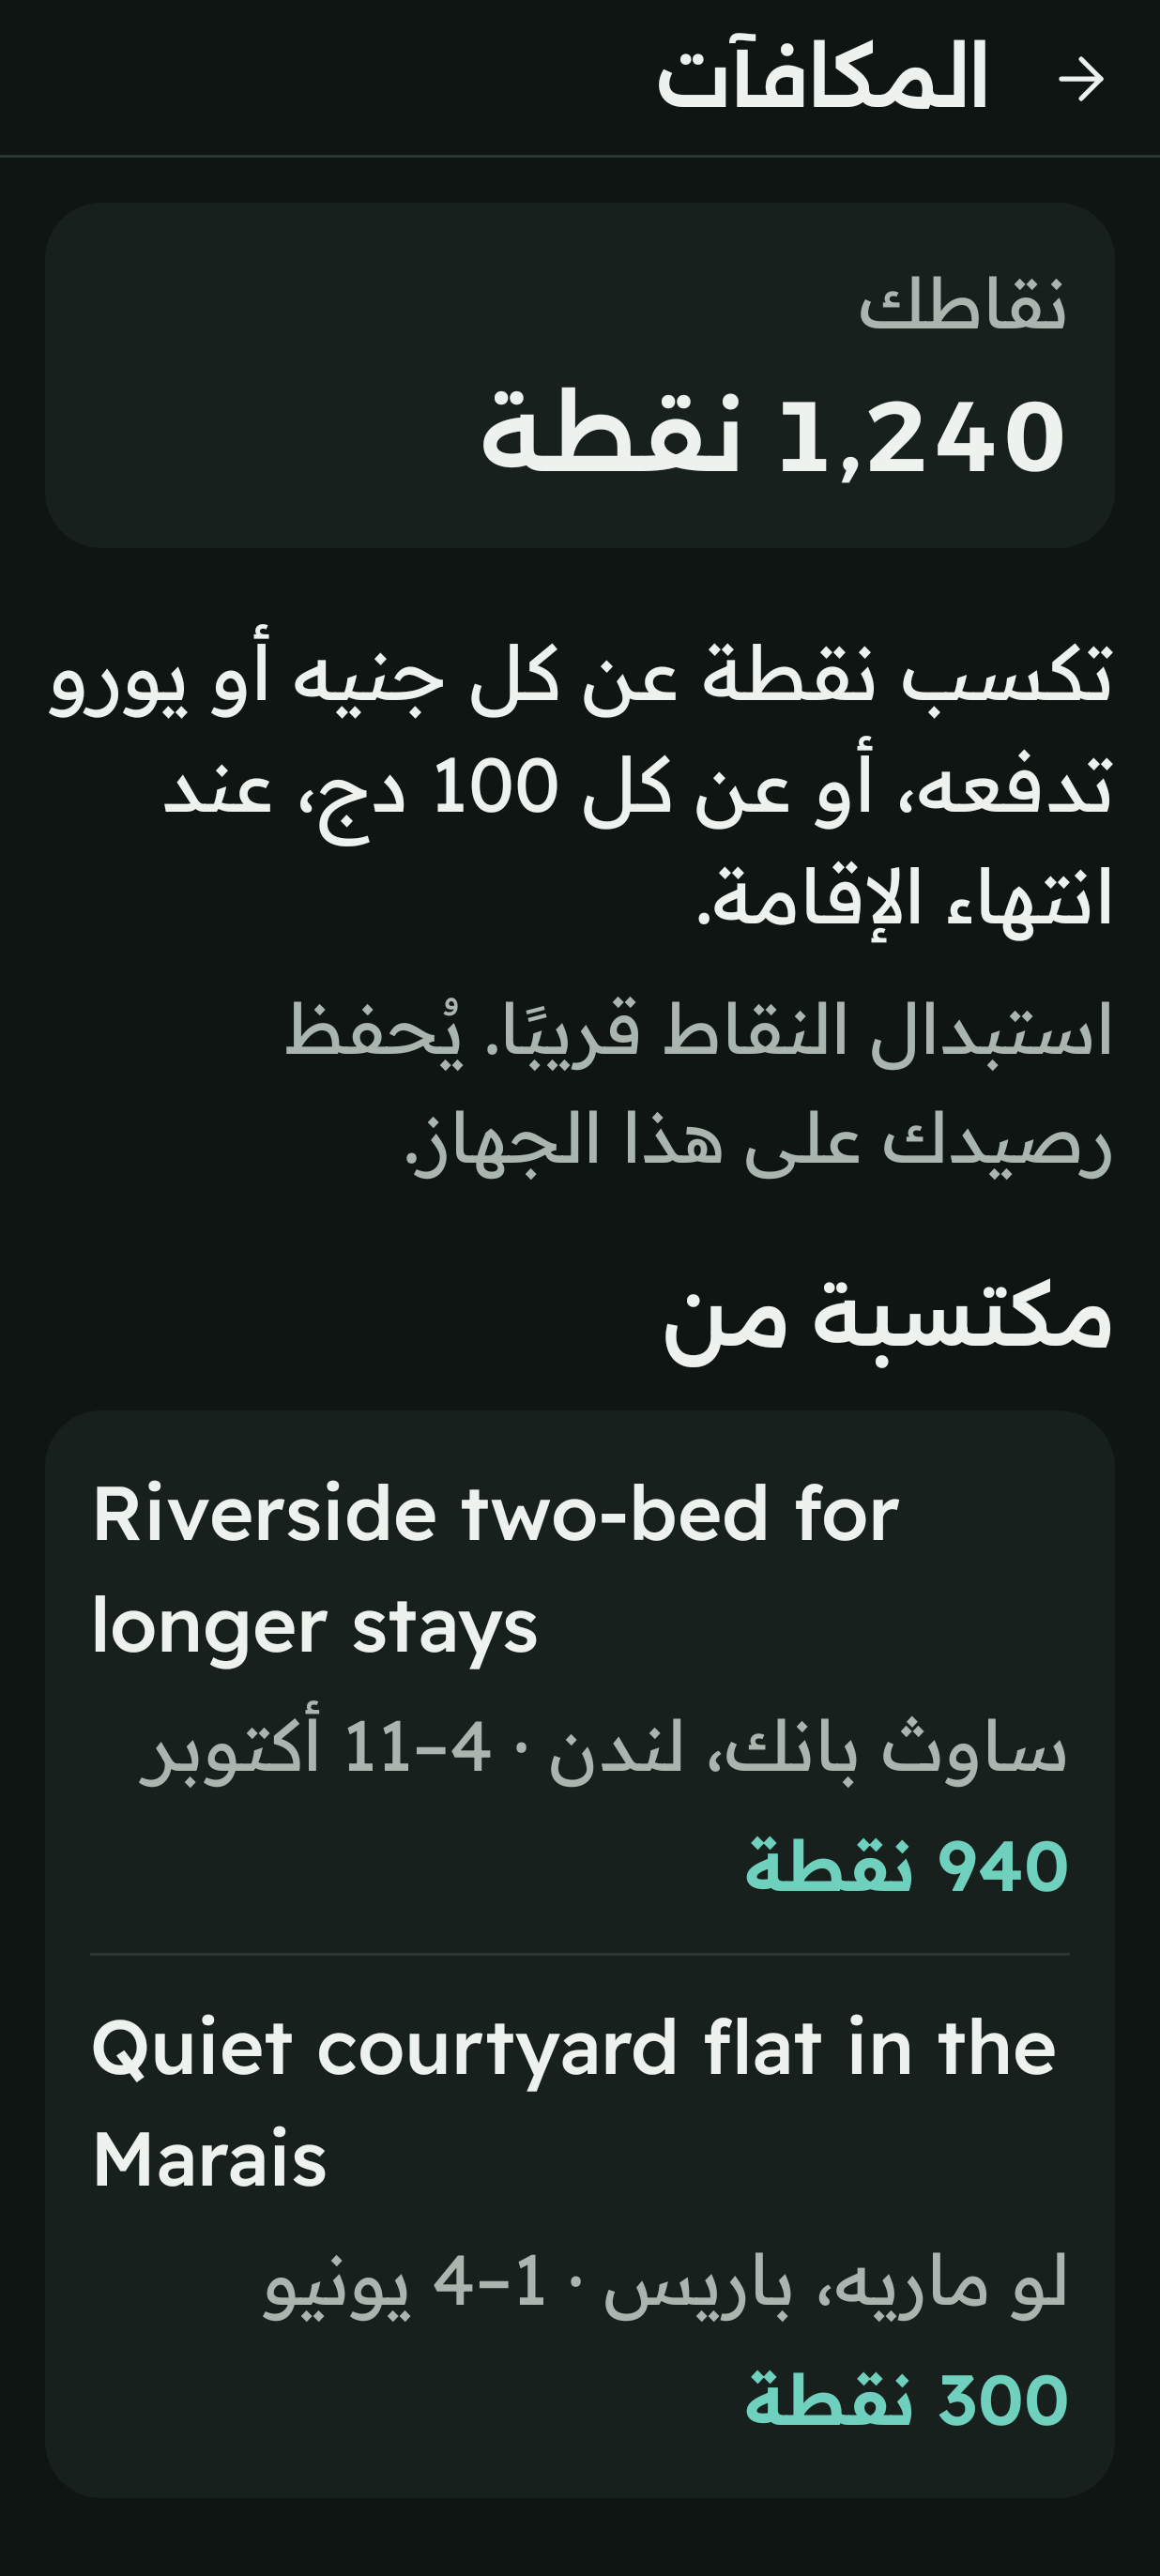 المكافآت
نقاطك
1,240 نقطة
تكسب نقطة عن كل جنيه أو يورو
تدفعه، أو عن كل 100 دج، عند
انتهاء الإقامة.
استبدال النقاط قريبًا. يُحفظ
رصيدك على هذا الجهاز.
مكتسبة من
Riverside two-bed for
longer stays
ساوث بانك، لندن · 4–11 أكتوبر
940 نقطة
Quiet courtyard flat in the
Marais
لو ماريه، باريس · 1–4 يونيو
300 نقطة